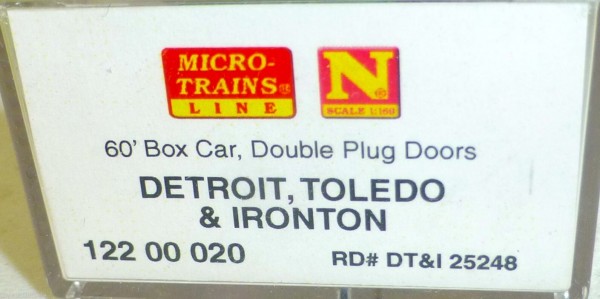 MICRO-
TRAINS®
LINE
N®
SCALE 1:160
60' Box Car, Double Plug Doors
DETROIT, TOLEDO
& IRONTON
122 00 020
RD# DT&I 25248